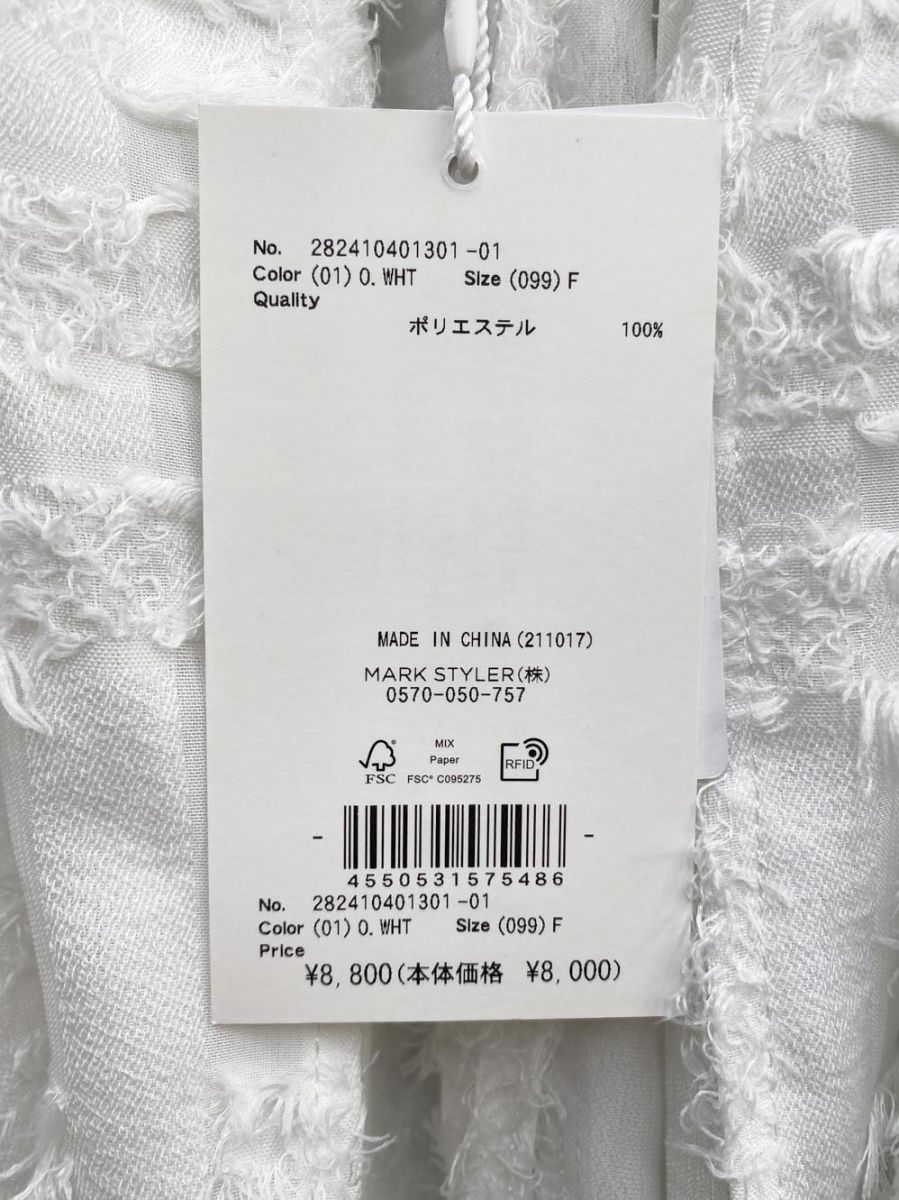 No. 282410401301-01
Color (01) O. WHT Size (099) F
Quality
ポリエステル 100%
MADE IN CHINA(211017)
MARK STYLER(株)
0570-050-757
FSC
MIX
Paper
FSC® C095275
RFID
- -
4550531575486
No. 282410401301-01
Color (01) O. WHT Size (099) F
Price
¥8,800(本体価格 ¥8,000)